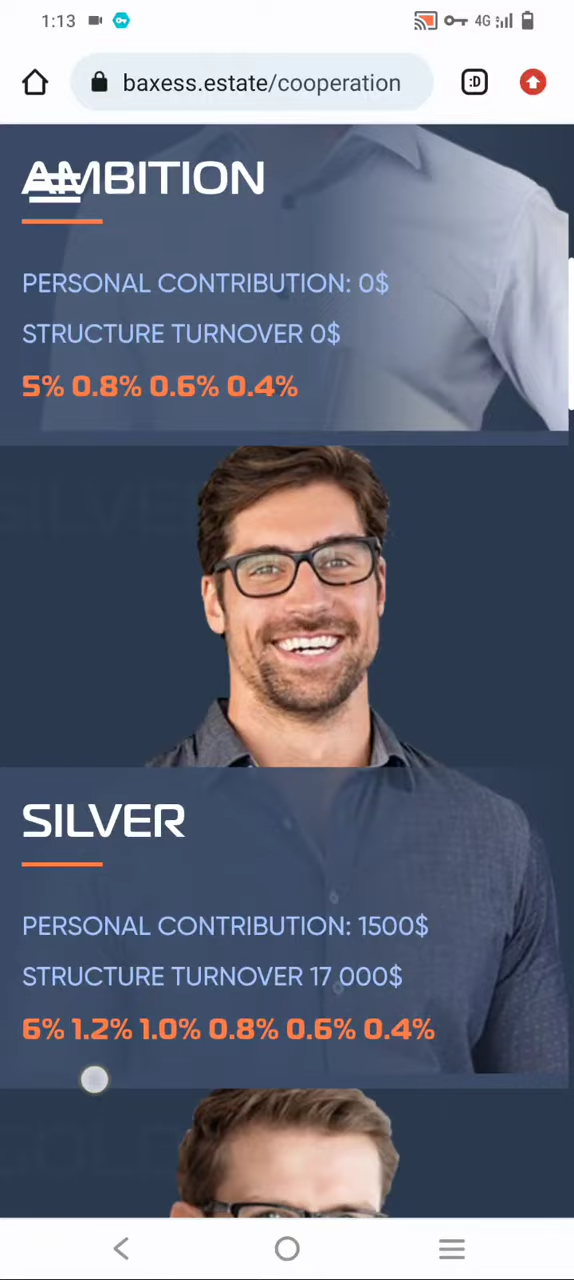 1:13
4G
:D
baxess.estate/cooperation
AMBITION
PERSONAL CONTRIBUTION: 0$
STRUCTURE TURNOVER 0$
5% 0.8% 0.6% 0.4%
SILVER
SILVER
PERSONAL CONTRIBUTION: 1500$
STRUCTURE TURNOVER 17 000$
6% 1.2% 1.0% 0.8% 0.6% 0.4%
GOLD